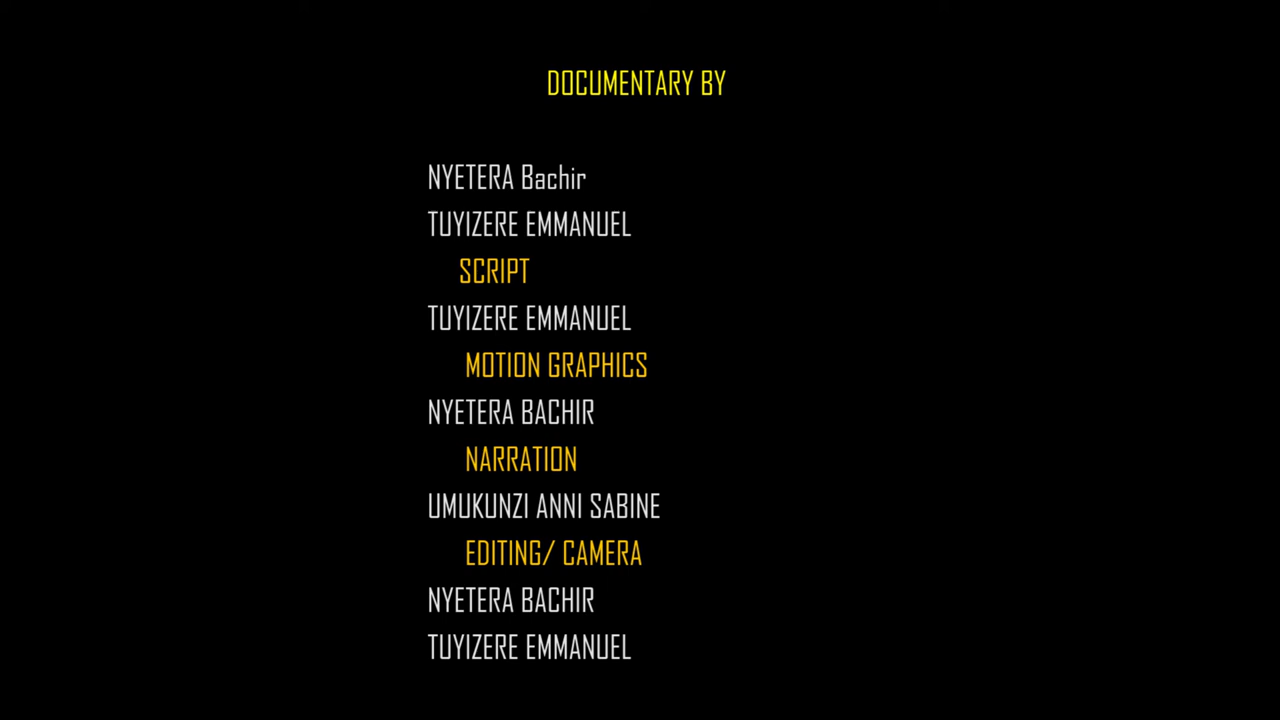 DOCUMENTARY BY
NYETERA Bachir
TUYIZERE EMMANUEL
SCRIPT
TUYIZERE EMMANUEL
MOTION GRAPHICS
NYETERA BACHIR
NARRATION
UMUKUNZI ANNI SABINE
EDITING/ CAMERA
NYETERA BACHIR
TUYIZERE EMMANUEL